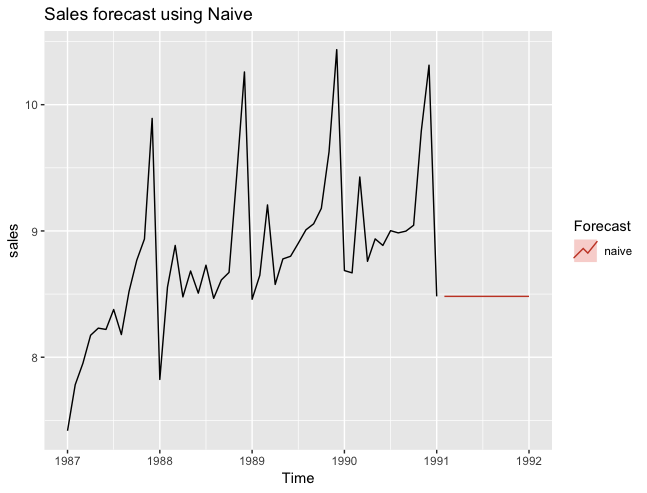 Sales forecast using Naive
sales
10
9
8
1987 1988 1989 1990 1991 1992
Time
Forecast
naive